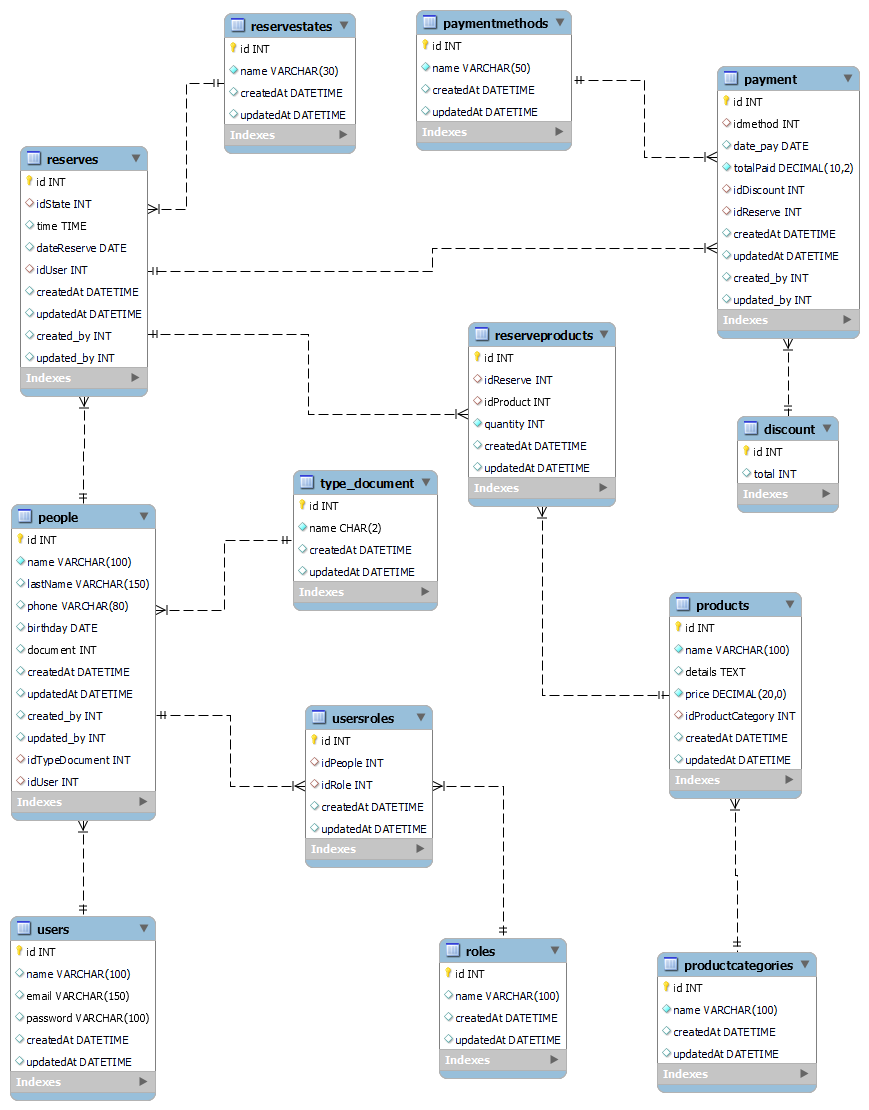 reservestates
id INT
name VARCHAR(30)
createdAt DATETIME
updatedAt DATETIME
Indexes
paymentmethods
id INT
name VARCHAR(50)
createdAt DATETIME
updatedAt DATETIME
Indexes
payment
id INT
idmethod INT
date_pay DATE
totalPaid DECIMAL(10,2)
idDiscount INT
idReserve INT
createdAt DATETIME
updatedAt DATETIME
created_by INT
updated_by INT
Indexes
reserves
id INT
idState INT
time TIME
dateReserve DATE
idUser INT
createdAt DATETIME
updatedAt DATETIME
created_by INT
updated_by INT
Indexes
reserveproducts
id INT
idReserve INT
idProduct INT
quantity INT
createdAt DATETIME
updatedAt DATETIME
Indexes
discount
id INT
total INT
Indexes
type_document
id INT
name CHAR(2)
createdAt DATETIME
updatedAt DATETIME
Indexes
people
id INT
name VARCHAR(100)
lastName VARCHAR(150)
phone VARCHAR(80)
birthday DATE
document INT
createdAt DATETIME
updatedAt DATETIME
created_by INT
updated_by INT
idTypeDocument INT
idUser INT
Indexes
products
id INT
name VARCHAR(100)
details TEXT
price DECIMAL(20,0)
idProductCategory INT
createdAt DATETIME
updatedAt DATETIME
Indexes
usersroles
id INT
idPeople INT
idRole INT
createdAt DATETIME
updatedAt DATETIME
Indexes
users
id INT
name VARCHAR(100)
email VARCHAR(150)
password VARCHAR(100)
createdAt DATETIME
updatedAt DATETIME
Indexes
roles
id INT
name VARCHAR(100)
createdAt DATETIME
updatedAt DATETIME
Indexes
productcategories
id INT
name VARCHAR(100)
createdAt DATETIME
updatedAt DATETIME
Indexes